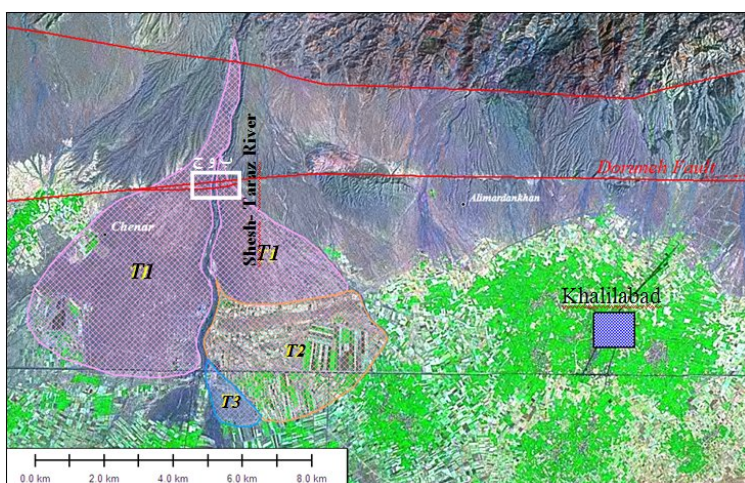 Shesh- Taraz River
Dorunah Fault
Alimardankhan
Chenar
T1
T1
Khalilabad
T2
T3
0.0 km 2.0 km 4.0 km 6.0 km 8.0 km